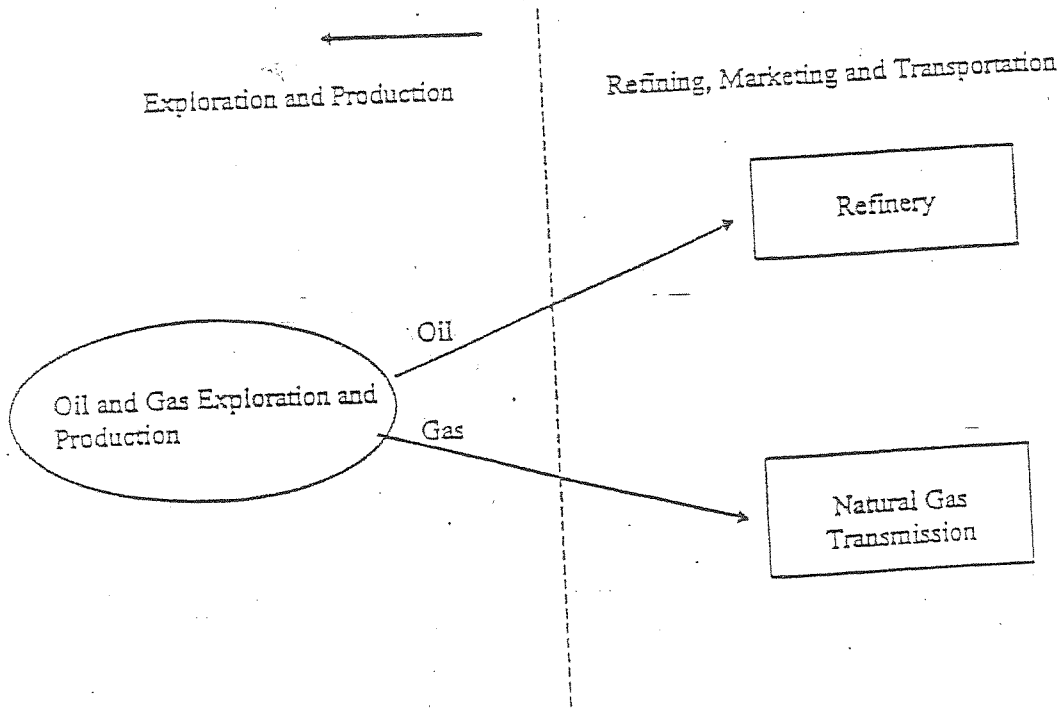 Exploration and Production
Refining, Marketing and Transportation
Refinery
Oil
Oil and Gas Exploration and
Production
Gas
Natural Gas
Transmission